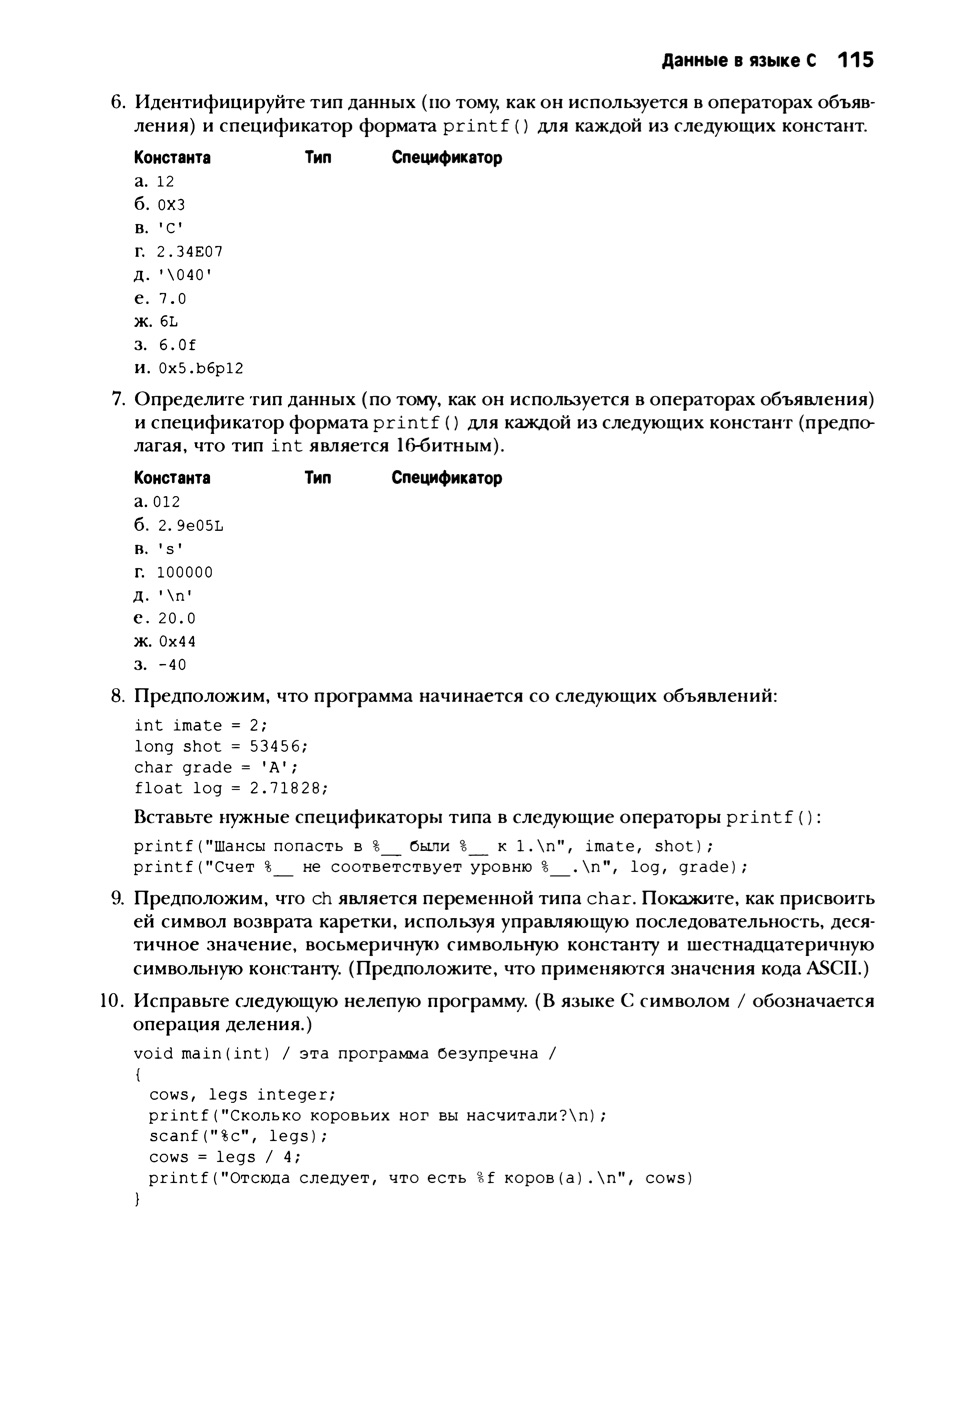 Данные в языке C 115
6. Идентифицируйте тип данных (по тому, как он используется в операторах объяв-
ления) и спецификатор формата printf() для каждой из следующих констант.
Константа Тип Спецификатор
а. 12
б. 0X3
в. 'C'
г. 2.34E07
д. '\040'
е. 7.0
ж. 6L
з. 6.0f
и. 0x5.b6p12
7. Определите тип данных (по тому, как он используется в операторах объявления)
и спецификатор формата printf() для каждой из следующих констант (предпо-
лагая, что тип int является 16-битным).
Константа Тип Спецификатор
а. 012
б. 2.9e05L
в. 's'
г. 100000
д. '\n'
е. 20.0
ж. 0x44
з. -40
8. Предположим, что программа начинается со следующих объявлений:
int imate = 2;
long shot = 53456;
char grade = 'A';
float log = 2.71828;
Вставьте нужные спецификаторы типа в следующие операторы printf():
printf("Шансы попасть в %__ были %__ к 1.\n", imate, shot);
printf("Счет %__ не соответствует уровню %__.\n", log, grade);
9. Предположим, что ch является переменной типа char. Покажите, как присвоить
ей символ возврата каретки, используя управляющую последовательность, деся-
тичное значение, восьмеричную символьную константу и шестнадцатеричную
символьную константу. (Предположите, что применяются значения кода ASCII.)
10. Исправьте следующую нелепую программу. (В языке C символом / обозначается
операция деления.)
void main(int) / эта программа безупречна /
{
cows, legs integer;
printf("Сколько коровьих ног вы насчитали?\n);
scanf("%c", legs);
cows = legs / 4;
printf("Отсюда следует, что есть %f коров(а).\n", cows)
}